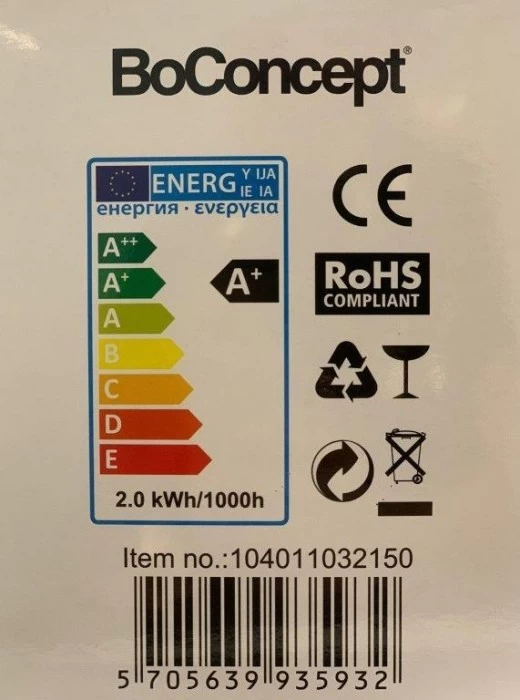 BoConcept®
ENERG Y IJA
IE IA
енергия · ενεργεια
A++
A+
A+
A
B
C
D
E
2.0 kWh/1000h
CE
RoHS
COMPLIANT
Item no.:104011032150
5 705639 935932